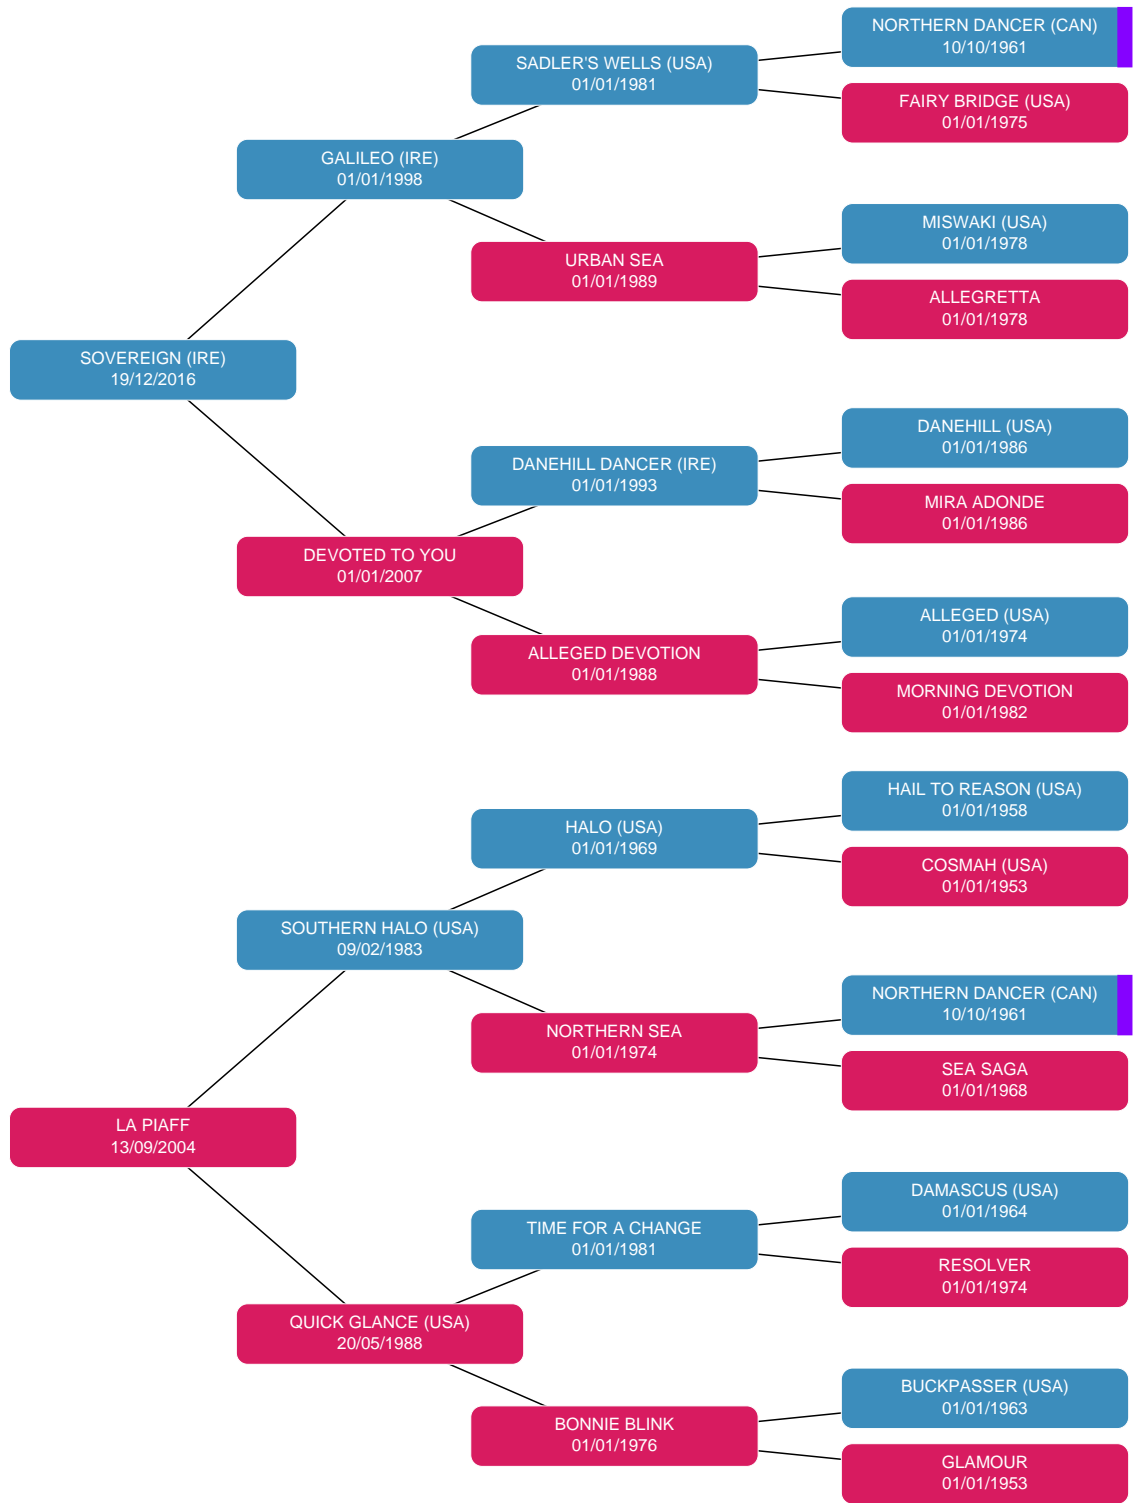 NORTHERN DANCER (CAN)
10/10/1961
SADLER'S WELLS (USA)
01/01/1981
FAIRY BRIDGE (USA)
01/01/1975
GALILEO (IRE)
01/01/1998
MISWAKI (USA)
01/01/1978
URBAN SEA
01/01/1989
ALLEGRETTA
01/01/1978
SOVEREIGN (IRE)
19/12/2016
DANEHILL (USA)
01/01/1986
DANEHILL DANCER (IRE)
01/01/1993
MIRA ADONDE
01/01/1986
DEVOTED TO YOU
01/01/2007
ALLEGED (USA)
01/01/1974
ALLEGED DEVOTION
01/01/1988
MORNING DEVOTION
01/01/1982
HAIL TO REASON (USA)
01/01/1958
HALO (USA)
01/01/1969
COSMAH (USA)
01/01/1953
SOUTHERN HALO (USA)
09/02/1983
NORTHERN DANCER (CAN)
10/10/1961
NORTHERN SEA
01/01/1974
SEA SAGA
01/01/1968
LA PIAFF
13/09/2004
DAMASCUS (USA)
01/01/1964
TIME FOR A CHANGE
01/01/1981
RESOLVER
01/01/1974
QUICK GLANCE (USA)
20/05/1988
BUCKPASSER (USA)
01/01/1963
BONNIE BLINK
01/01/1976
GLAMOUR
01/01/1953